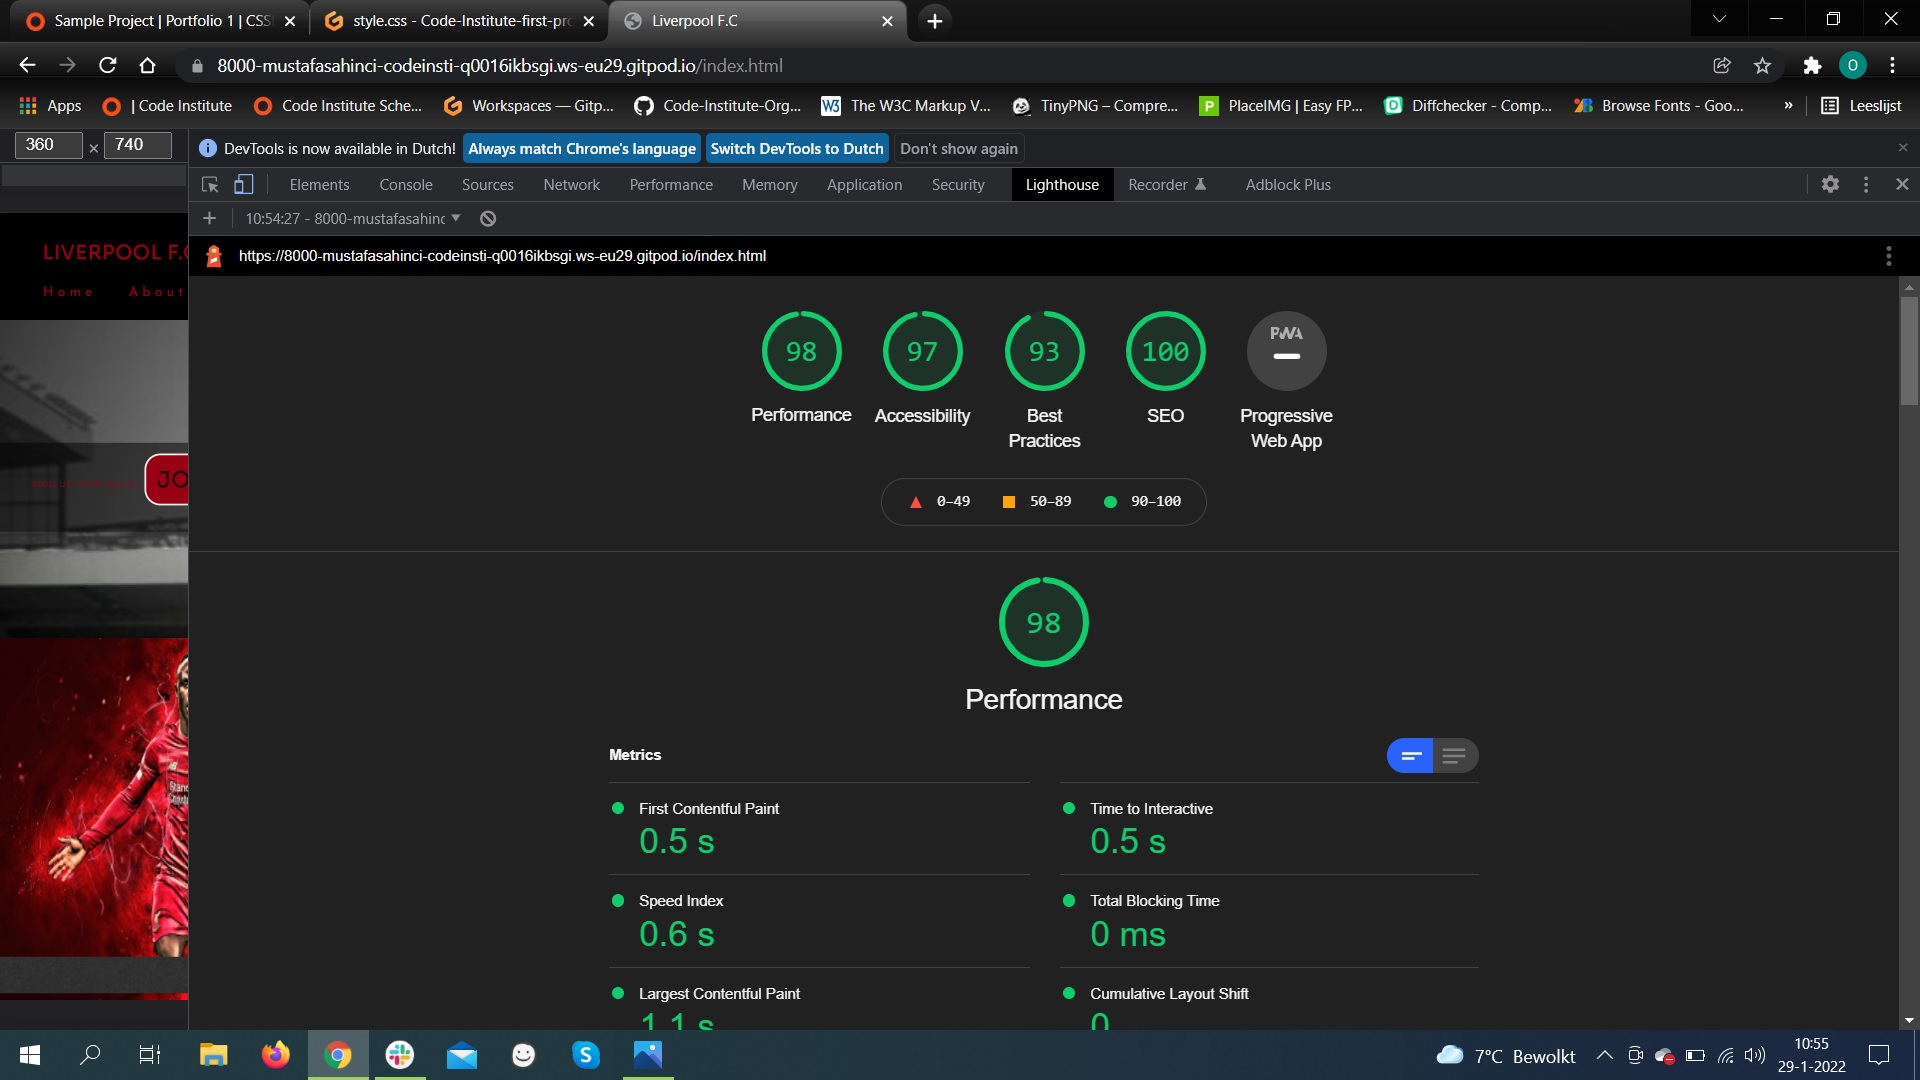 Sample Project | Portfolio 1 | CSSE
style.css - Code-Institute-first-pro
Liverpool F.C
8000-mustafasahinci-codeinsti-q0016ikbsgi.ws-eu29.gitpod.io/index.html
O
Apps
| Code Institute
Code Institute Sche...
Workspaces — Gitp...
Code-Institute-Org...
W3
The W3C Markup V...
TinyPNG – Compre...
P
PlaceIMG | Easy FP...
Diffchecker - Comp...
Browse Fonts - Goo...
»
Leeslijst
360 × 740
DevTools is now available in Dutch!
Always match Chrome's language
Switch DevTools to Dutch
Don't show again
Elements
Console
Sources
Network
Performance
Memory
Application
Security
Lighthouse
Recorder
Adblock Plus
10:54:27 - 8000-mustafasahinc
https://8000-mustafasahinci-codeinsti-q0016ikbsgi.ws-eu29.gitpod.io/index.html
LIVERPOOL F.C
Home About
JO
98
97
93
100
PWA
Performance
Accessibility
Best
Practices
SEO
Progressive
Web App
0–49
50–89
90–100
98
Performance
Metrics
First Contentful Paint
0.5 s
Time to Interactive
0.5 s
Speed Index
0.6 s
Total Blocking Time
0 ms
Largest Contentful Paint
1.1 s
Cumulative Layout Shift
0
7°C Bewolkt
10:55
29-1-2022